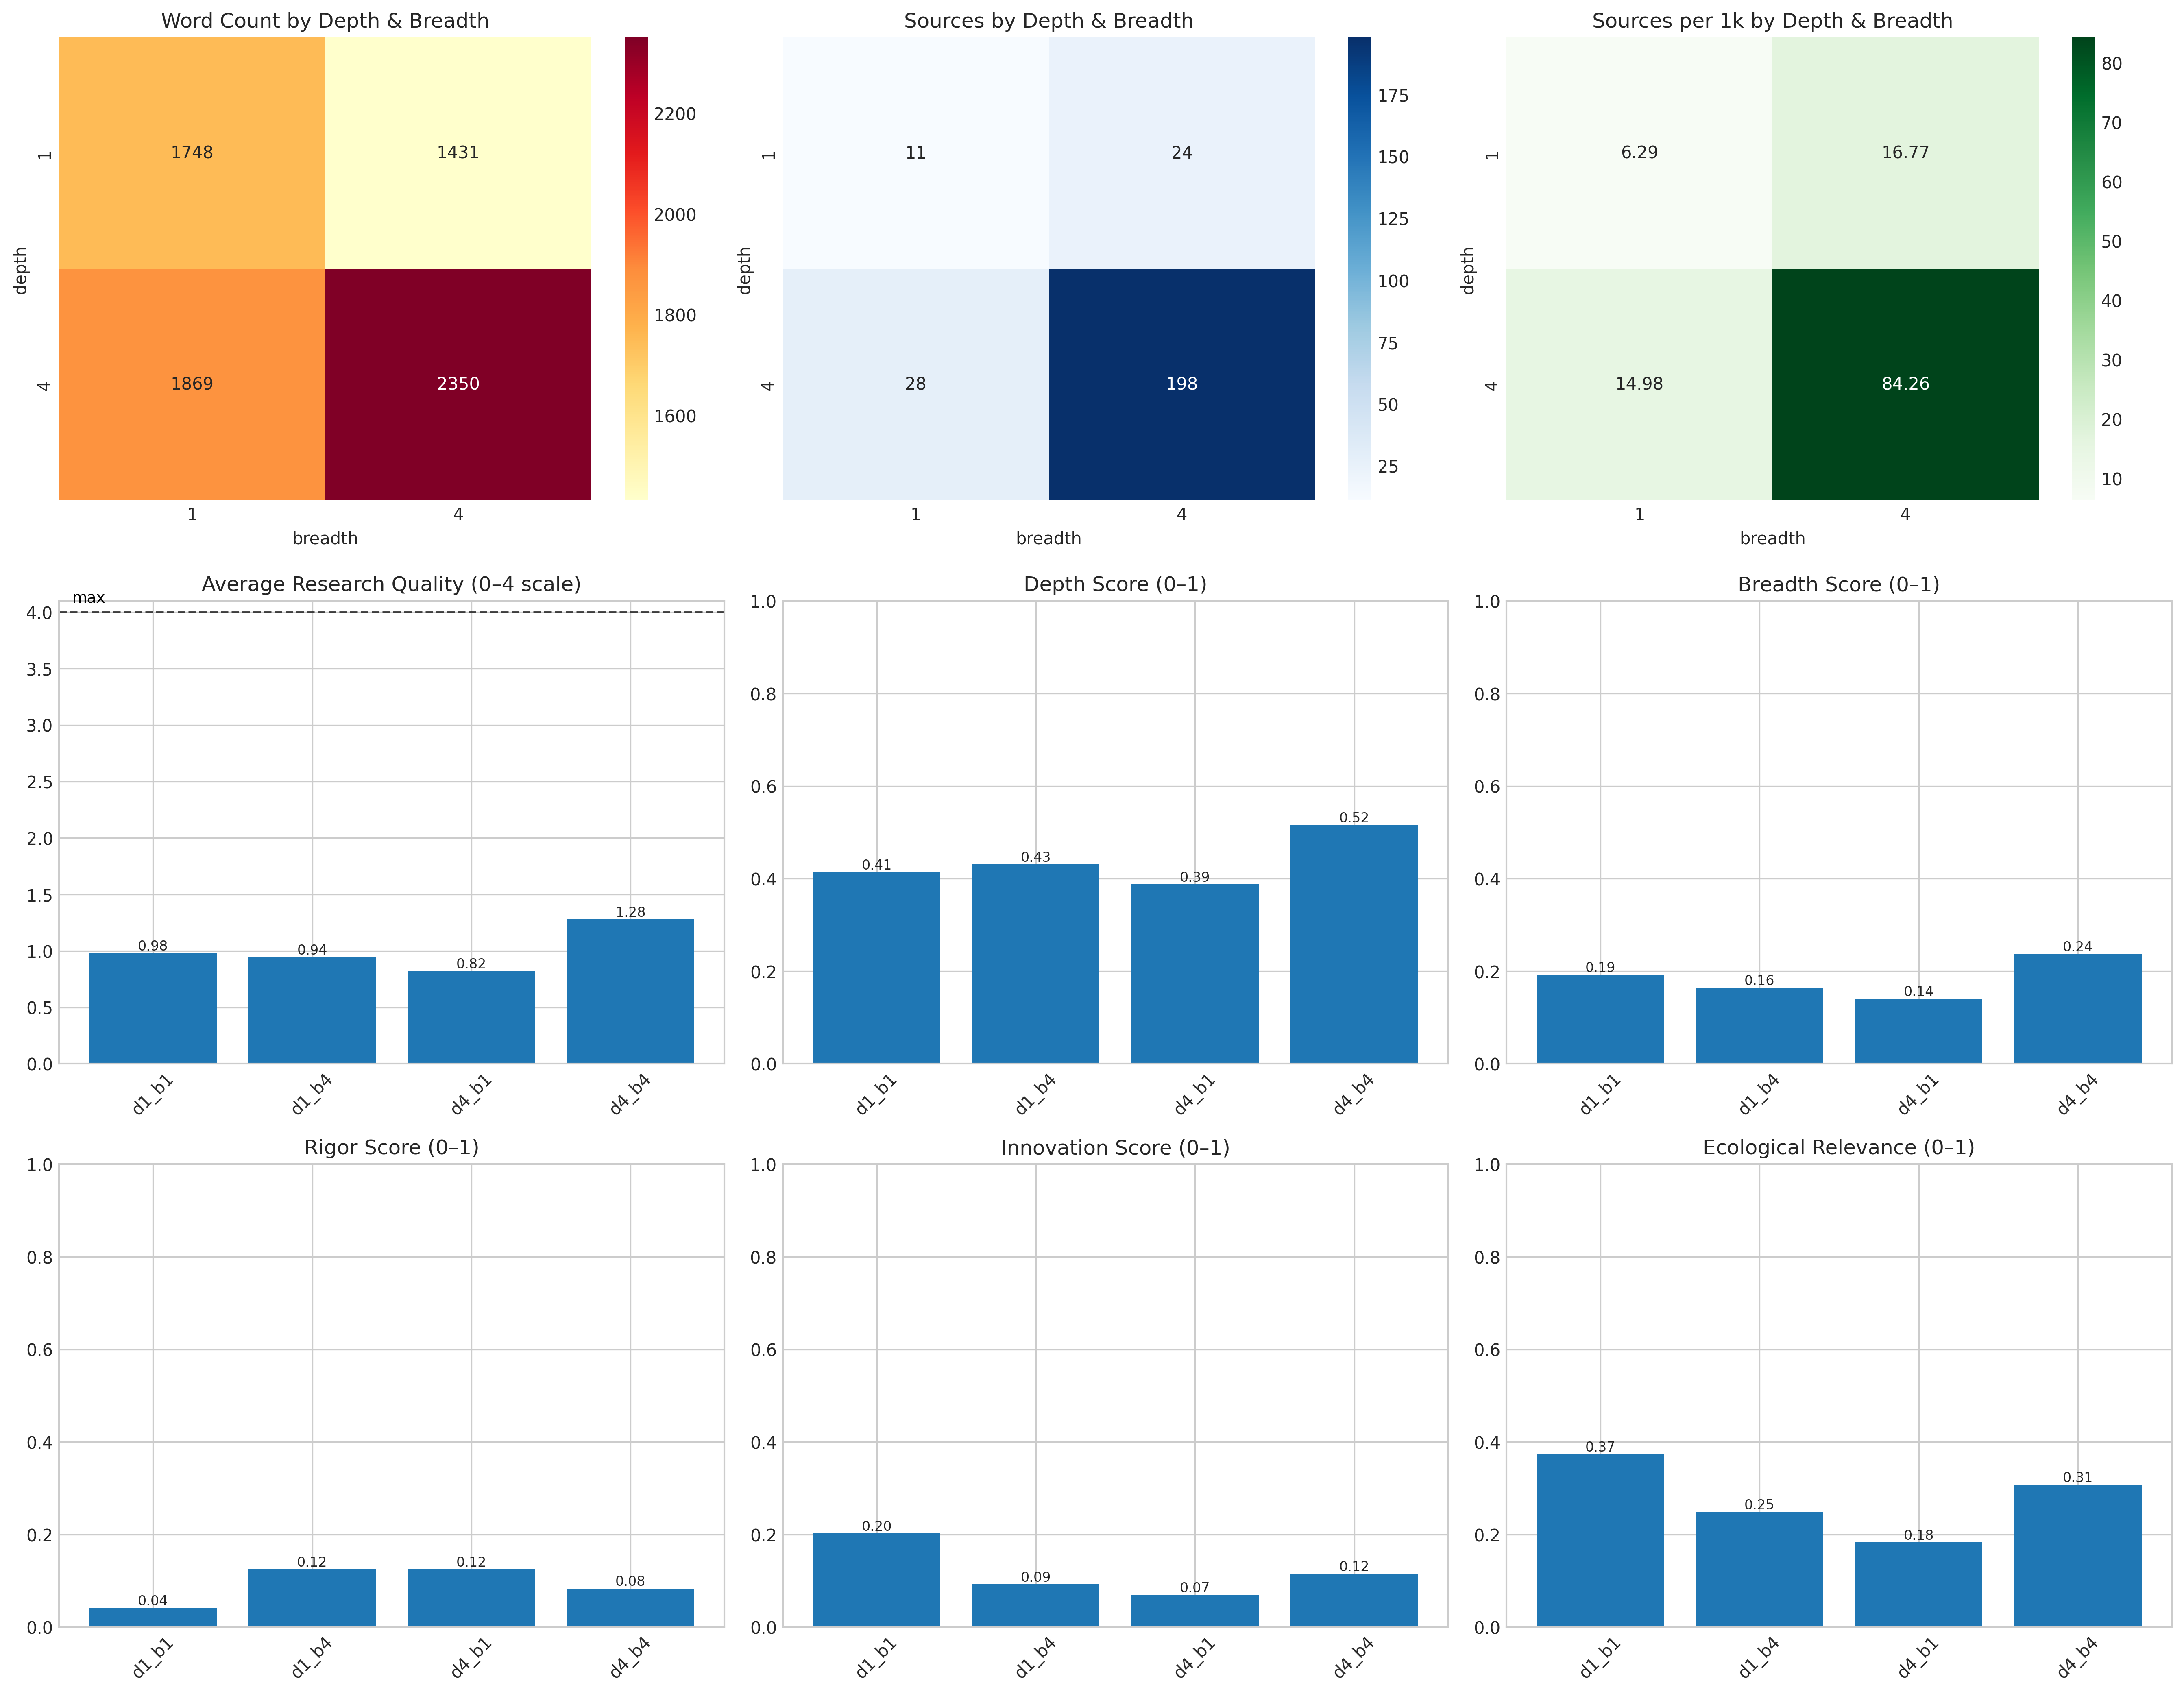 Word Count by Depth & Breadth
1748 1431
1869 2350
1
4
depth
1 4
breadth
2200
2000
1800
1600
Sources by Depth & Breadth
11 24
28 198
1
4
depth
1 4
breadth
175
150
125
100
75
50
25
Sources per 1k by Depth & Breadth
6.29 16.77
14.98 84.26
1
4
depth
1 4
breadth
80
70
60
50
40
30
20
10
Average Research Quality (0–4 scale)
max
4.0
3.5
3.0
2.5
2.0
1.5
1.0
0.5
0.0
0.98 0.94 0.82 1.28
d1_b1 d1_b4 d4_b1 d4_b4
Depth Score (0–1)
1.0
0.8
0.6
0.4
0.2
0.0
0.41 0.43 0.39 0.52
d1_b1 d1_b4 d4_b1 d4_b4
Breadth Score (0–1)
1.0
0.8
0.6
0.4
0.2
0.0
0.19 0.16 0.14 0.24
d1_b1 d1_b4 d4_b1 d4_b4
Rigor Score (0–1)
1.0
0.8
0.6
0.4
0.2
0.0
0.04 0.12 0.12 0.08
d1_b1 d1_b4 d4_b1 d4_b4
Innovation Score (0–1)
1.0
0.8
0.6
0.4
0.2
0.0
0.20 0.09 0.07 0.12
d1_b1 d1_b4 d4_b1 d4_b4
Ecological Relevance (0–1)
1.0
0.8
0.6
0.4
0.2
0.0
0.37 0.25 0.18 0.31
d1_b1 d1_b4 d4_b1 d4_b4